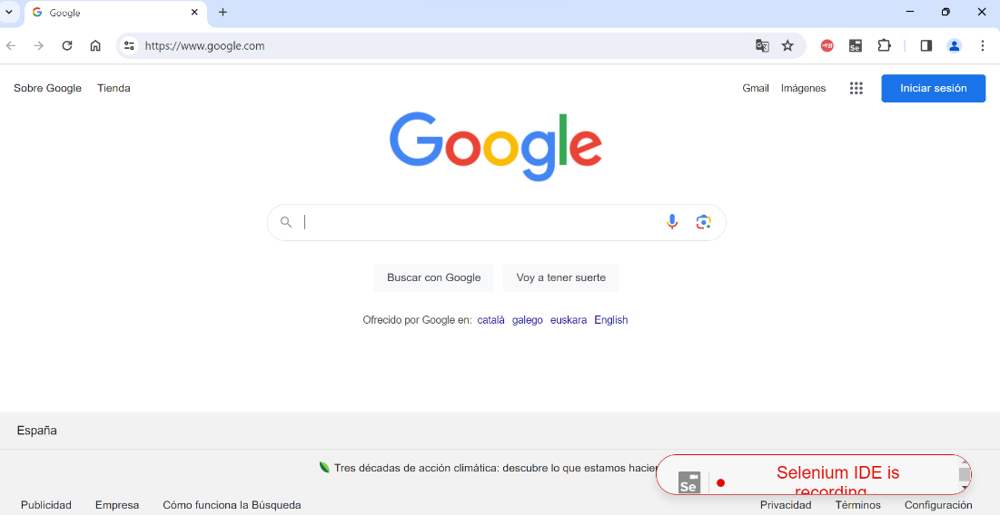 Google
https://www.google.com
Se
Sobre Google Tienda Gmail Imágenes Iniciar sesión
Google
Buscar con Google Voy a tener suerte
Ofrecido por Google en: català galego euskara English
España
Tres décadas de acción climática: descubre lo que estamos
Se Selenium IDE is
recording
Publicidad Empresa Cómo funciona la Búsqueda Privacidad Términos Configuración